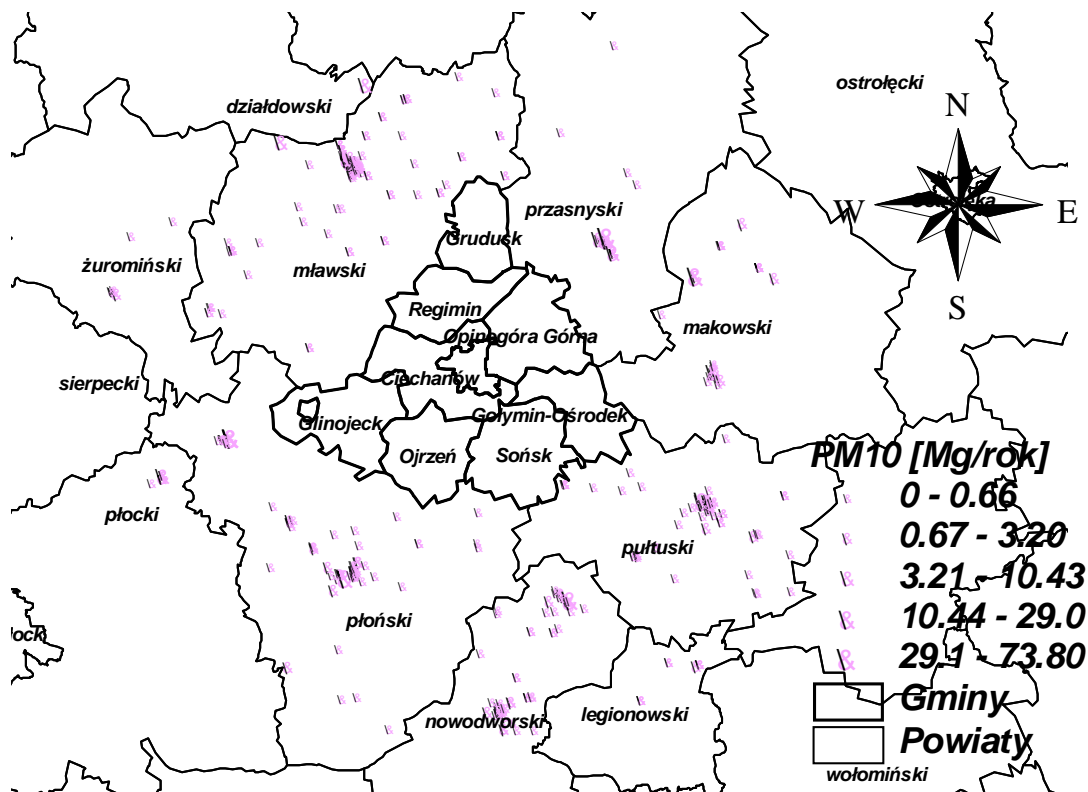 ostrołęcki
działdowski
N
W
E
S
przasnyski
Grudusk
żuromiński
mławski
Regimin
makowski
Opinogóra Górna
sierpecki
Ciechanów
Glinojeck
Gołymin-Ośrodek
Ojrzeń
Sońsk
PM10 [Mg/rok]
0 - 0.66
0.67 - 3.20
3.21 - 10.43
10.44 - 29.0
29.1 - 73.80
Gminy
Powiaty
płocki
pułtuski
płoński
nowodworski
legionowski
wołomiński